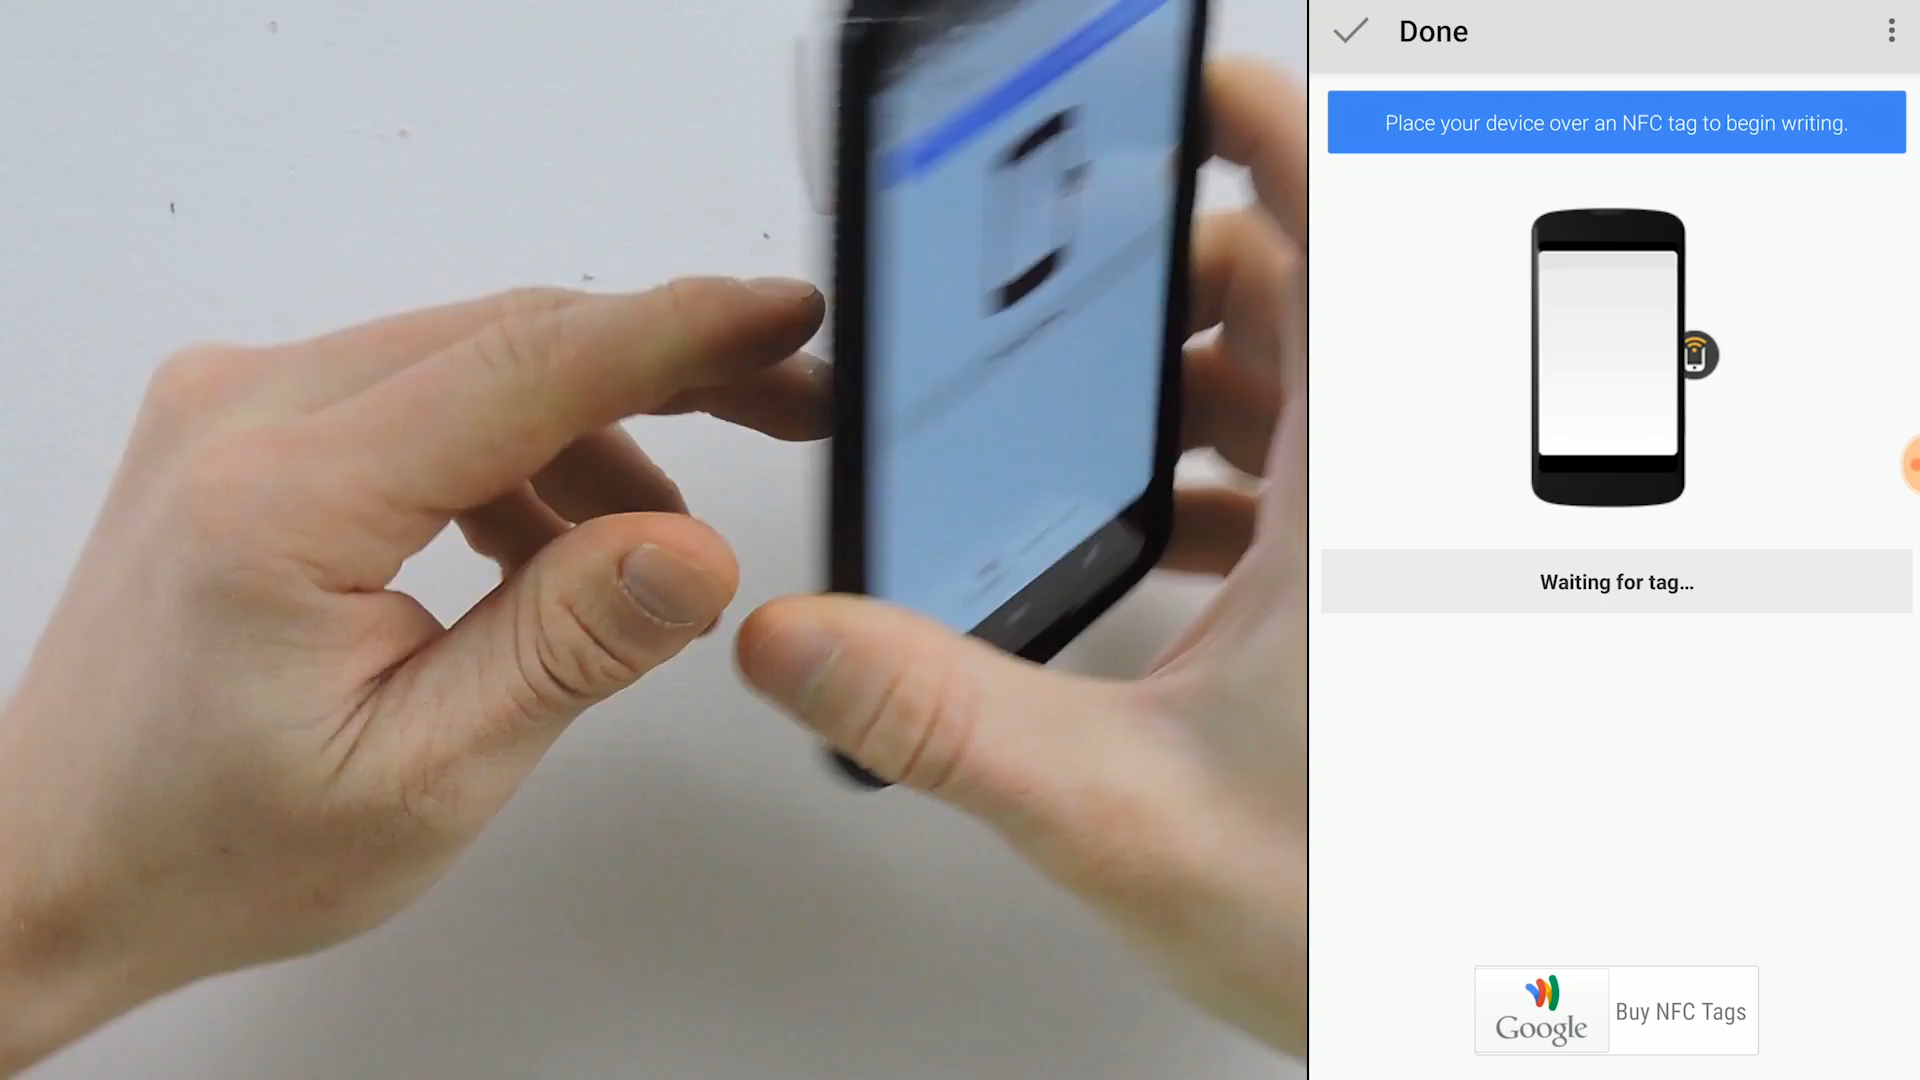 Done
Place your device over an NFC tag to begin writing.
Waiting for tag...
Google
Buy NFC Tags